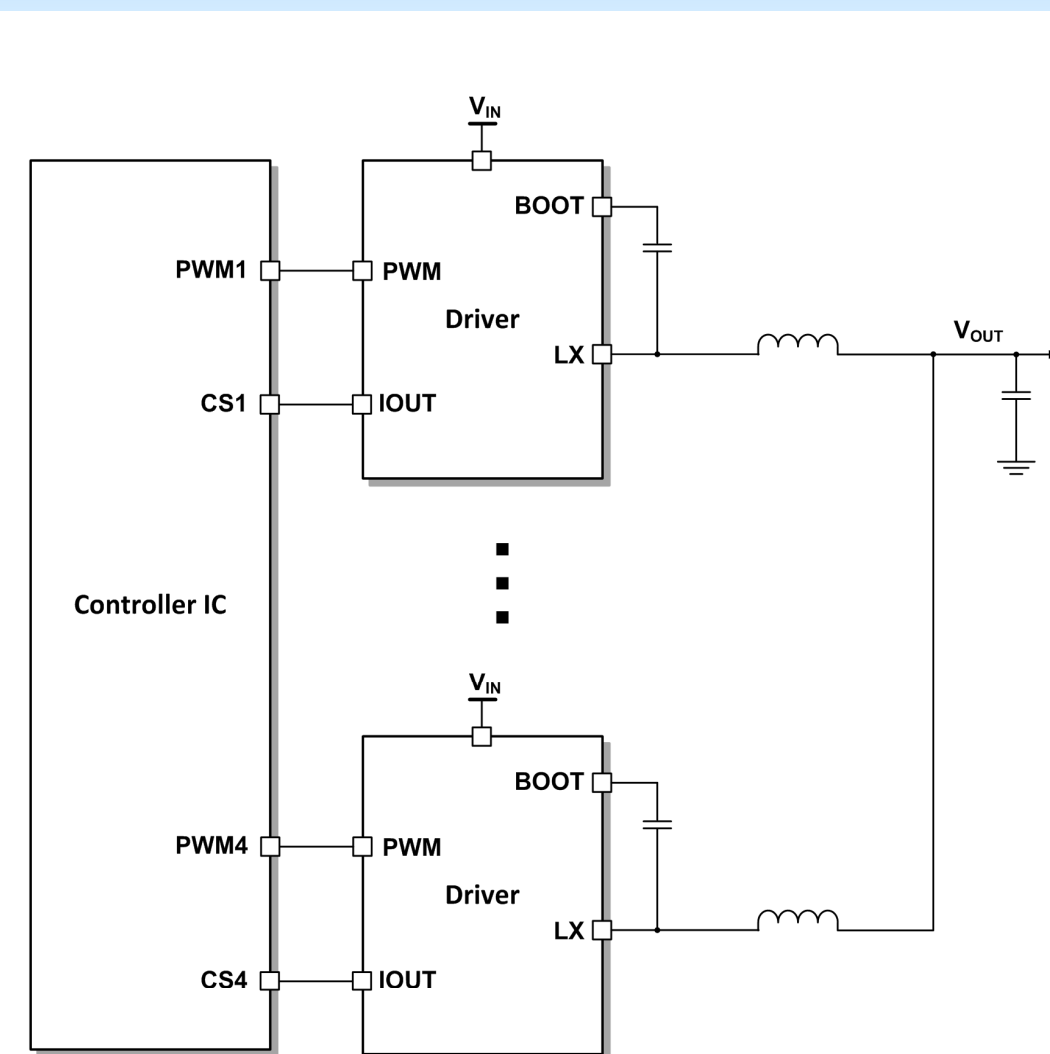 VIN
BOOT
PWM1
PWM
Driver
VOUT
LX
CS1
IOUT
Controller IC
VIN
BOOT
PWM4
PWM
Driver
LX
CS4
IOUT